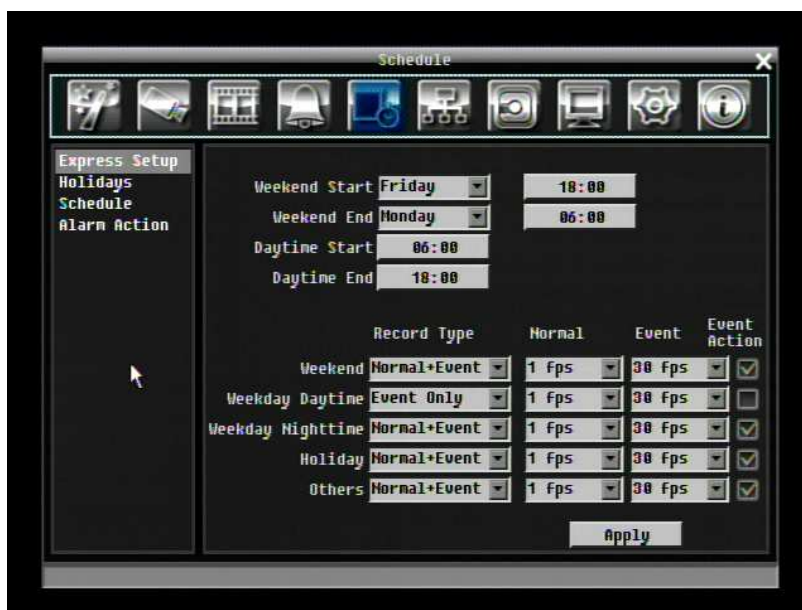 Schedule
Express Setup
Holidays
Schedule
Alarm Action
Weekend Start Friday 18:00
Weekend End Monday 06:00
Daytime Start 06:00
Daytime End 18:00
Record Type Normal Event Event Action
Weekend Normal+Event 1 fps 30 fps
Weekday Daytime Event Only 1 fps 30 fps
Weekday Nighttime Normal+Event 1 fps 30 fps
Holiday Normal+Event 1 fps 30 fps
Others Normal+Event 1 fps 30 fps
Apply